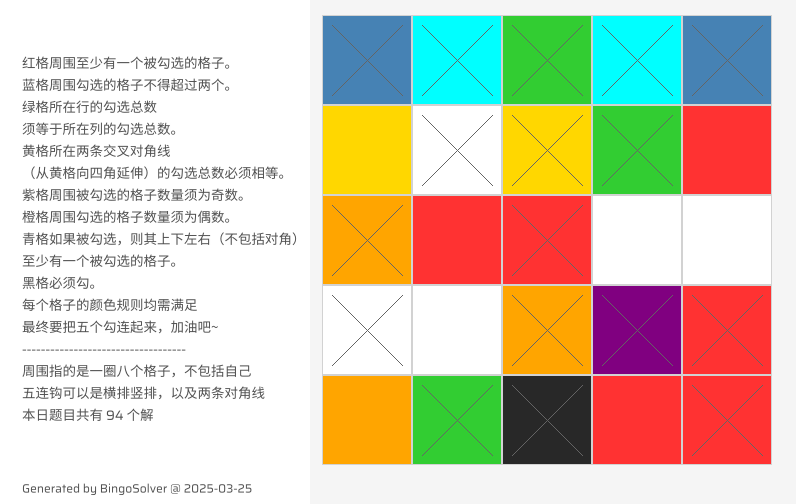 红格周围至少有一个被勾选的格子。
蓝格周围勾选的格子不得超过两个。
绿格所在行的勾选总数
须等于所在列的勾选总数。
黄格所在两条交叉对角线
（从黄格向四角延伸）的勾选总数必须相等。
紫格周围被勾选的格子数量须为奇数。
橙格周围勾选的格子数量须为偶数。
青格如果被勾选，则其上下左右（不包括对角）
至少有一个被勾选的格子。
黑格必须勾。
每个格子的颜色规则均需满足
最终要把五个勾连起来，加油吧~
-----------------------------------
周围指的是一圈八个格子，不包括自己
五连钩可以是横排竖排，以及两条对角线
本日题目共有 94 个解
Generated by BingoSolver @ 2025-03-25